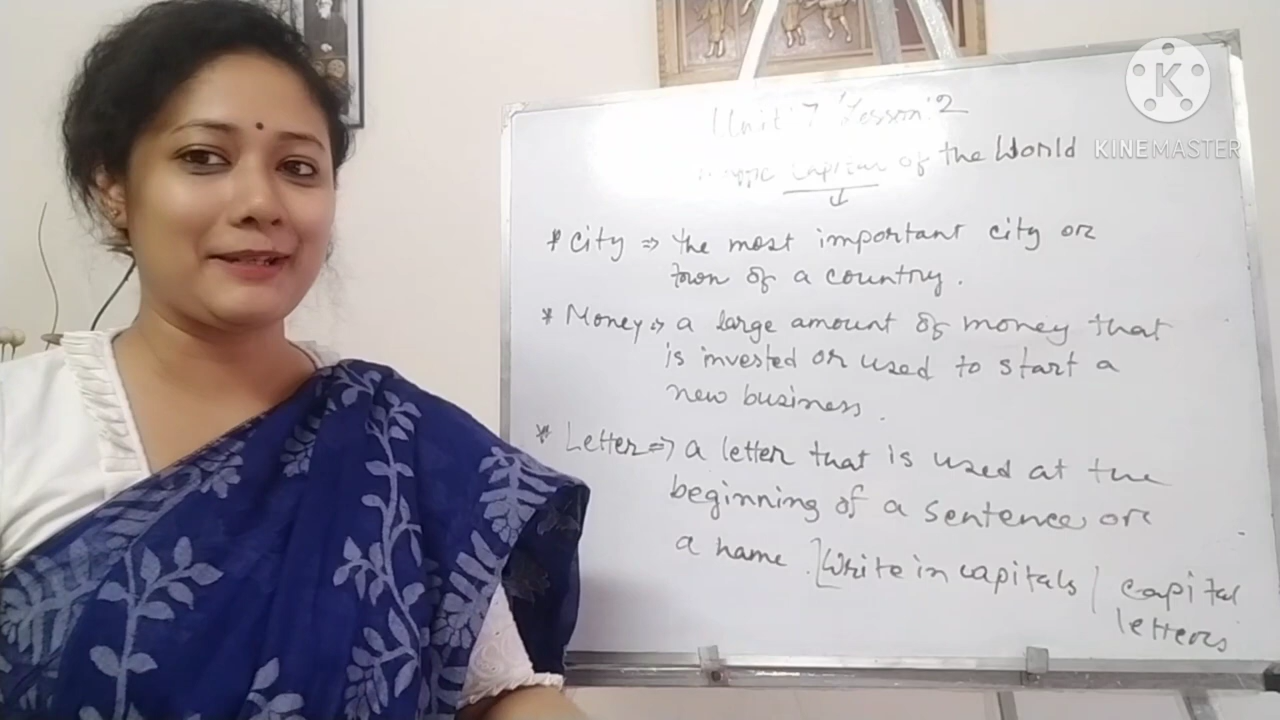 Unit 7 Lesson: 2
Traffic Capital of the World
* City => The most important city or
town of a country.
* Money => a large amount of money that
is invested or used to start a
new business.
* Letter => a letter that is used at the
beginning of a sentence or
a name. [Write in capitals / capital
letters
K
KINEMASTER